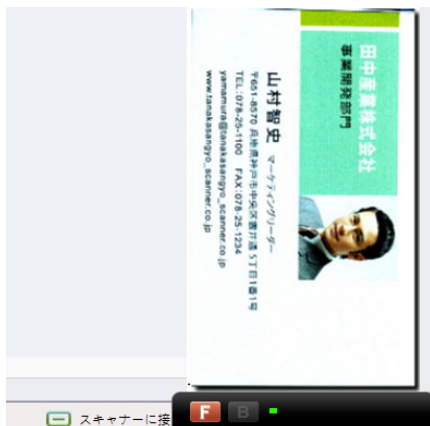 田中産業株式会社
事業開発部門
山村智史 マーケティングリーダー
〒651-8570 兵庫県神戸市中央区雲井通5丁目1番1号
TEL:078-25-1100 FAX:078-25-1234
yamamura@tanakasangyo_scanner.co.jp
www.tanakasangyo_scanner.co.jp
スキャナーに接
F B